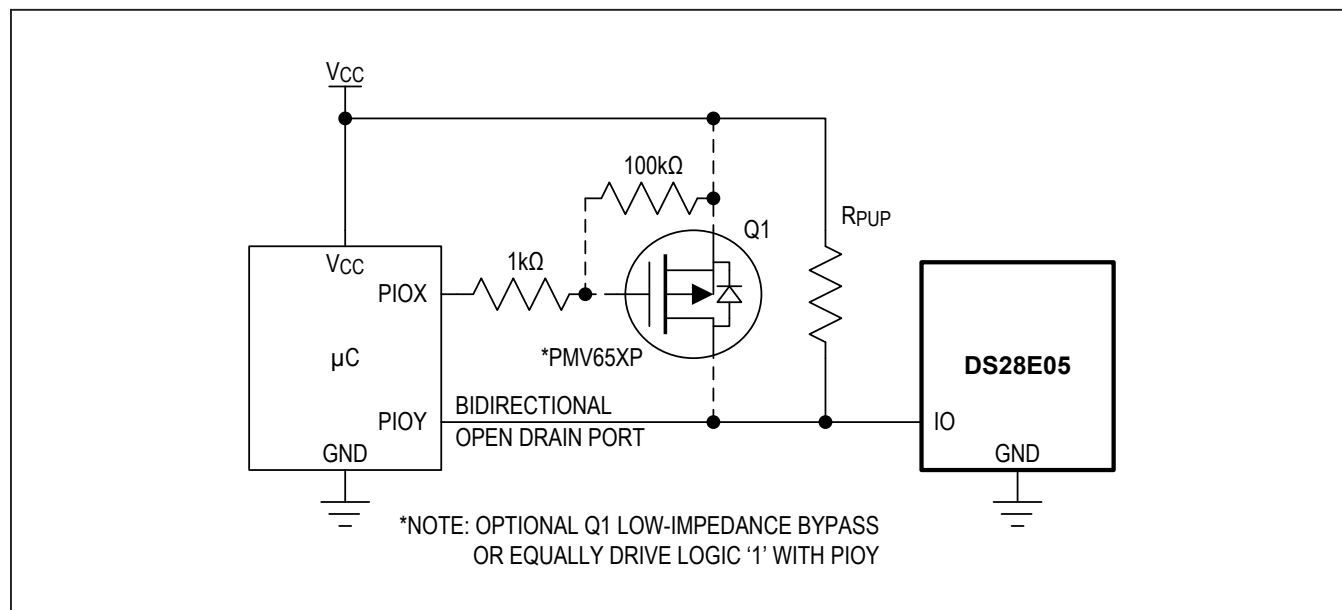 VCC
100kΩ
Q1
RPUP
VCC
1kΩ
PIOX
*PMV65XP
µC
DS28E05
PIOY
BIDIRECTIONAL
OPEN DRAIN PORT
IO
GND
GND
*NOTE: OPTIONAL Q1 LOW-IMPEDANCE BYPASS
OR EQUALLY DRIVE LOGIC ‘1’ WITH PIOY